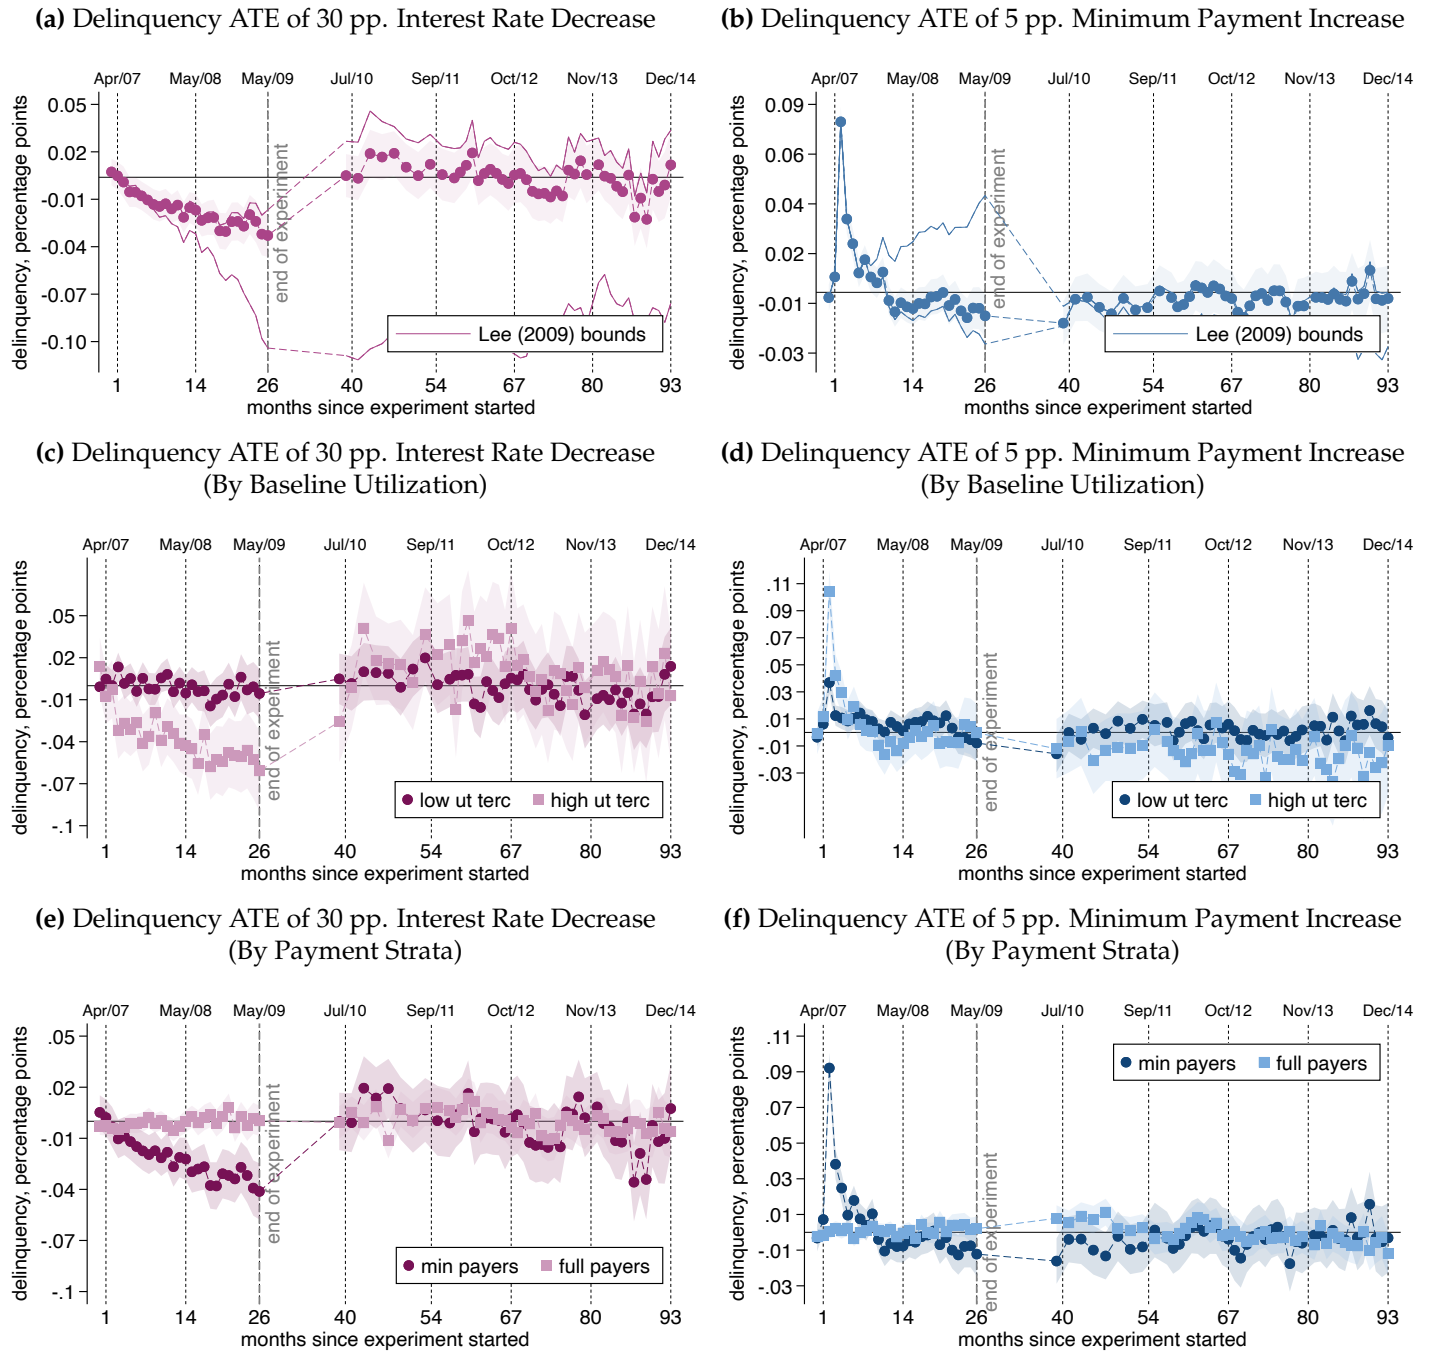 (a) Delinquency ATE of 30 pp. Interest Rate Decrease
Apr/07 May/08 May/09 Jul/10 Sep/11 Oct/12 Nov/13 Dec/14
delinquency, percentage points
0.05
0.02
-0.01
-0.04
-0.07
-0.10
end of experiment
Lee (2009) bounds
1 14 26 40 54 67 80 93
months since experiment started
(b) Delinquency ATE of 5 pp. Minimum Payment Increase
Apr/07 May/08 May/09 Jul/10 Sep/11 Oct/12 Nov/13 Dec/14
delinquency, percentage points
0.09
0.06
0.04
0.02
-0.01
-0.03
end of experiment
Lee (2009) bounds
1 14 26 40 54 67 80 93
months since experiment started
(c) Delinquency ATE of 30 pp. Interest Rate Decrease
(By Baseline Utilization)
Apr/07 May/08 May/09 Jul/10 Sep/11 Oct/12 Nov/13 Dec/14
delinquency, percentage points
.05
.02
-.01
-.04
-.07
-.1
end of experiment
low ut terc high ut terc
1 14 26 40 54 67 80 93
months since experiment started
(d) Delinquency ATE of 5 pp. Minimum Payment Increase
(By Baseline Utilization)
Apr/07 May/08 May/09 Jul/10 Sep/11 Oct/12 Nov/13 Dec/14
delinquency, percentage points
.11
.09
.07
.05
.03
.01
-.01
-.03
end of experiment
low ut terc high ut terc
1 14 26 40 54 67 80 93
months since experiment started
(e) Delinquency ATE of 30 pp. Interest Rate Decrease
(By Payment Strata)
Apr/07 May/08 May/09 Jul/10 Sep/11 Oct/12 Nov/13 Dec/14
delinquency, percentage points
.05
.02
-.01
-.04
-.07
-.1
end of experiment
min payers full payers
1 14 26 40 54 67 80 93
months since experiment started
(f) Delinquency ATE of 5 pp. Minimum Payment Increase
(By Payment Strata)
Apr/07 May/08 May/09 Jul/10 Sep/11 Oct/12 Nov/13 Dec/14
delinquency, percentage points
.11
.09
.07
.05
.03
.01
-.01
-.03
end of experiment
min payers full payers
1 14 26 40 54 67 80 93
months since experiment started